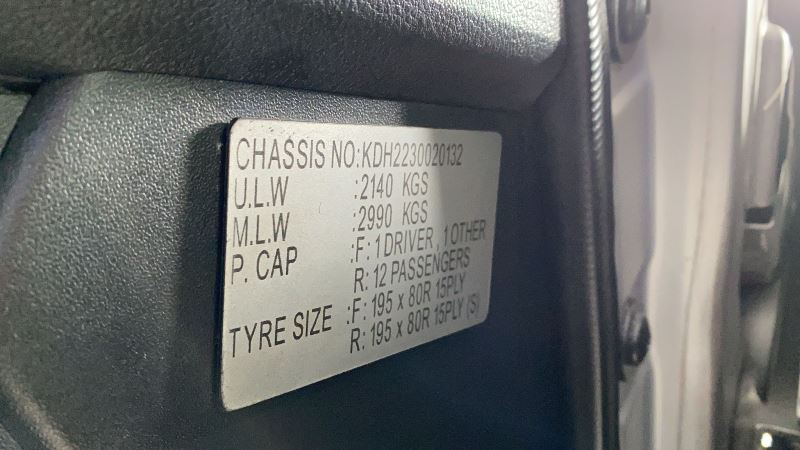 CHASSIS NO:KDH2230020132
U.L.W :2140 KGS
M.L.W :2990 KGS
P. CAP :F: 1 DRIVER , 1 OTHER
R: 12 PASSENGERS
TYRE SIZE :F: 195 x 80R 15PLY
R: 195 x 80R 15PLY (S)